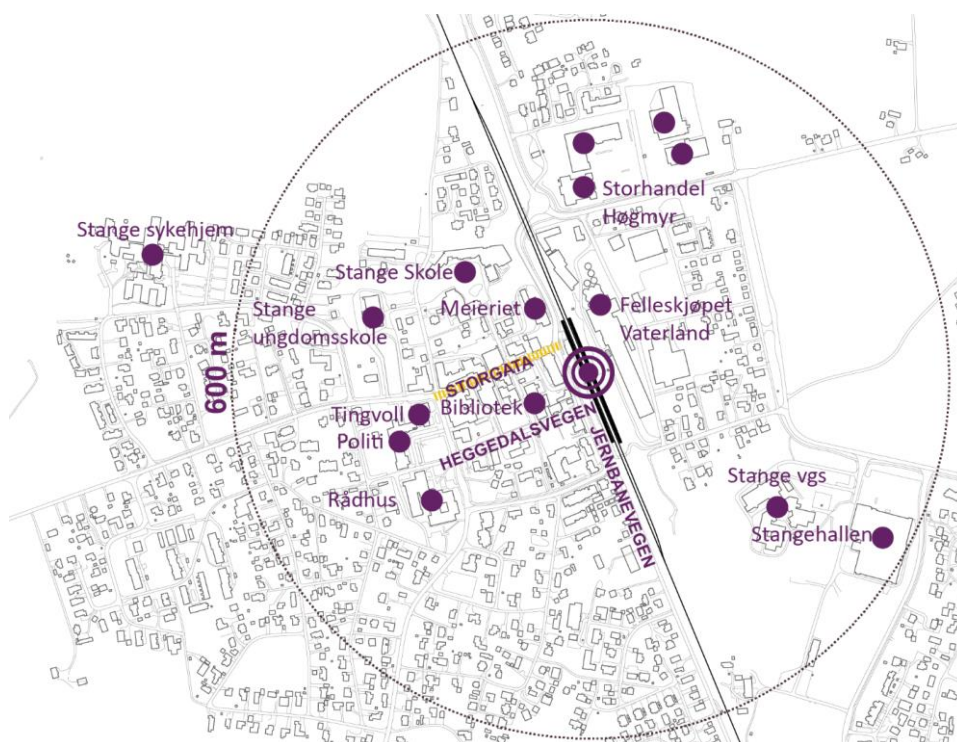 Storhandel
Høgmyr
Stange sykehjem
Stange Skole
Stange
ungdomsskole
Meieriet
Felleskjøpet
Vaterland
600 m
STORGATA
Tingvoll
Bibliotek
Politi
HEGGEDALSVEGEN
JERNBANEVEGEN
Rådhus
Stange vgs
Stangehallen